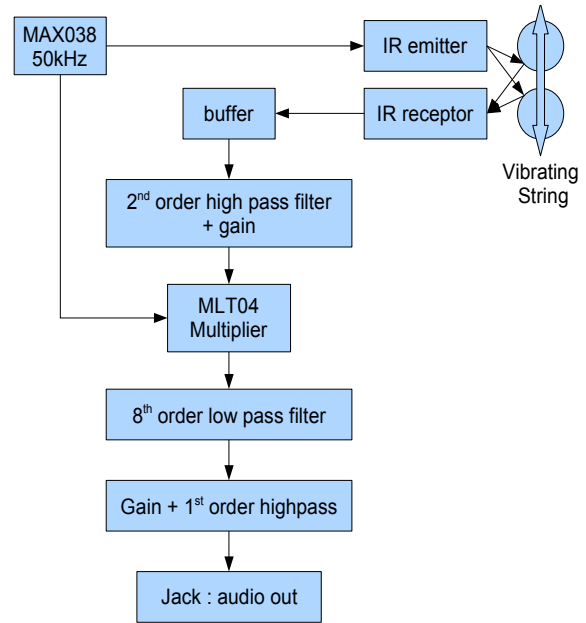 MAX038
50kHz
IR emitter
buffer
IR receptor
Vibrating
String
2nd order high pass filter
+ gain
MLT04
Multiplier
8th order low pass filter
Gain + 1st order highpass
Jack : audio out